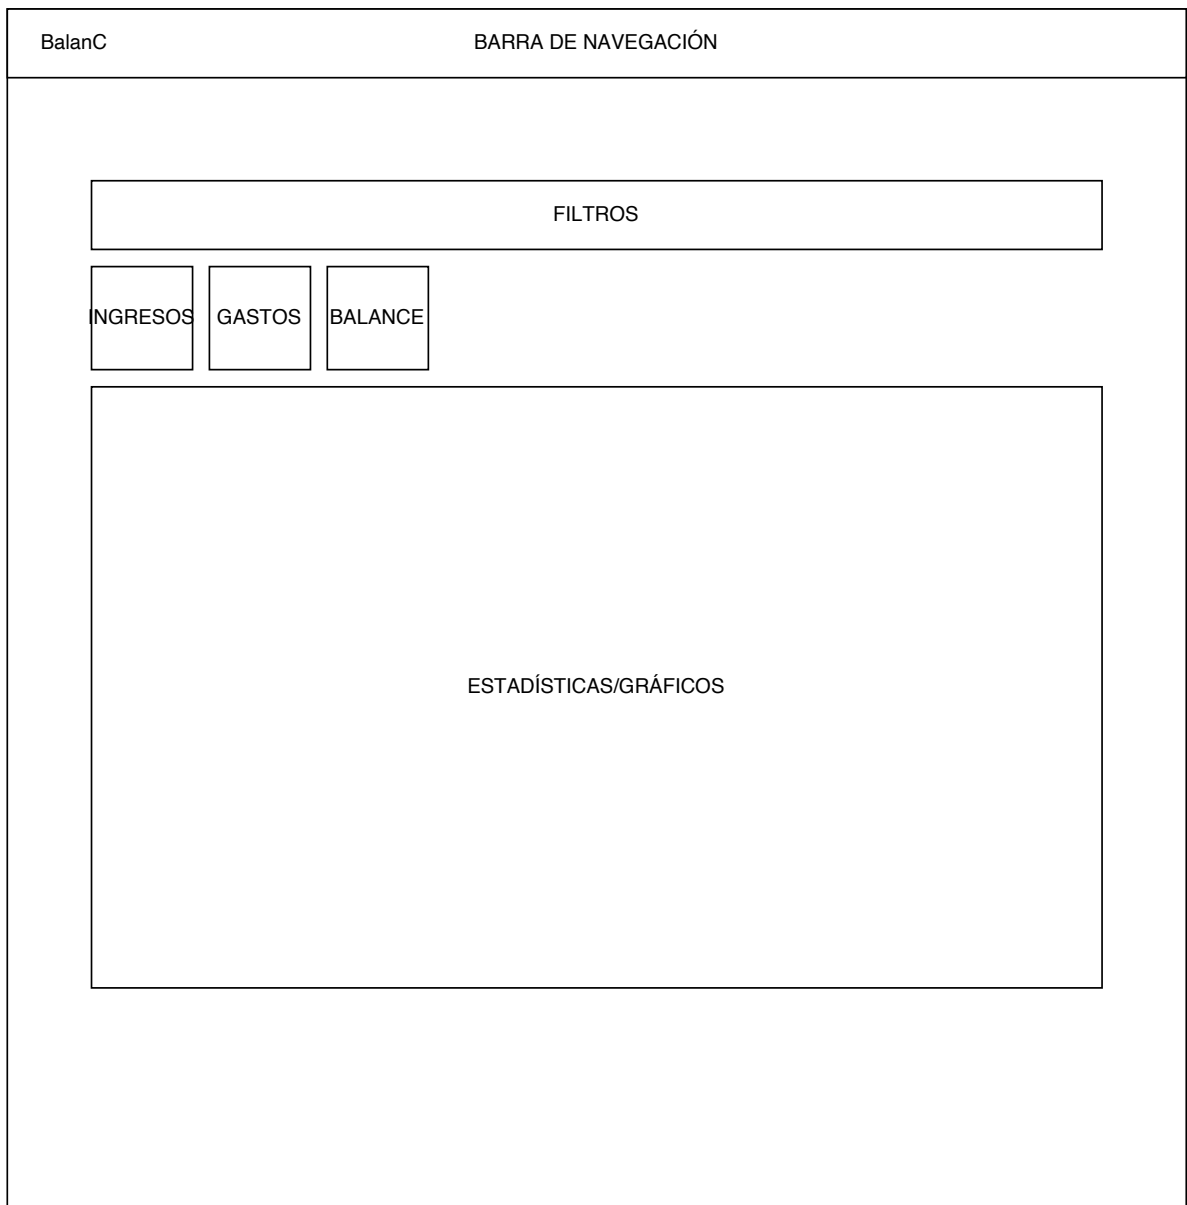 BalanC
BARRA DE NAVEGACIÓN
FILTROS
INGRESOS
GASTOS
BALANCE
ESTADÍSTICAS/GRÁFICOS